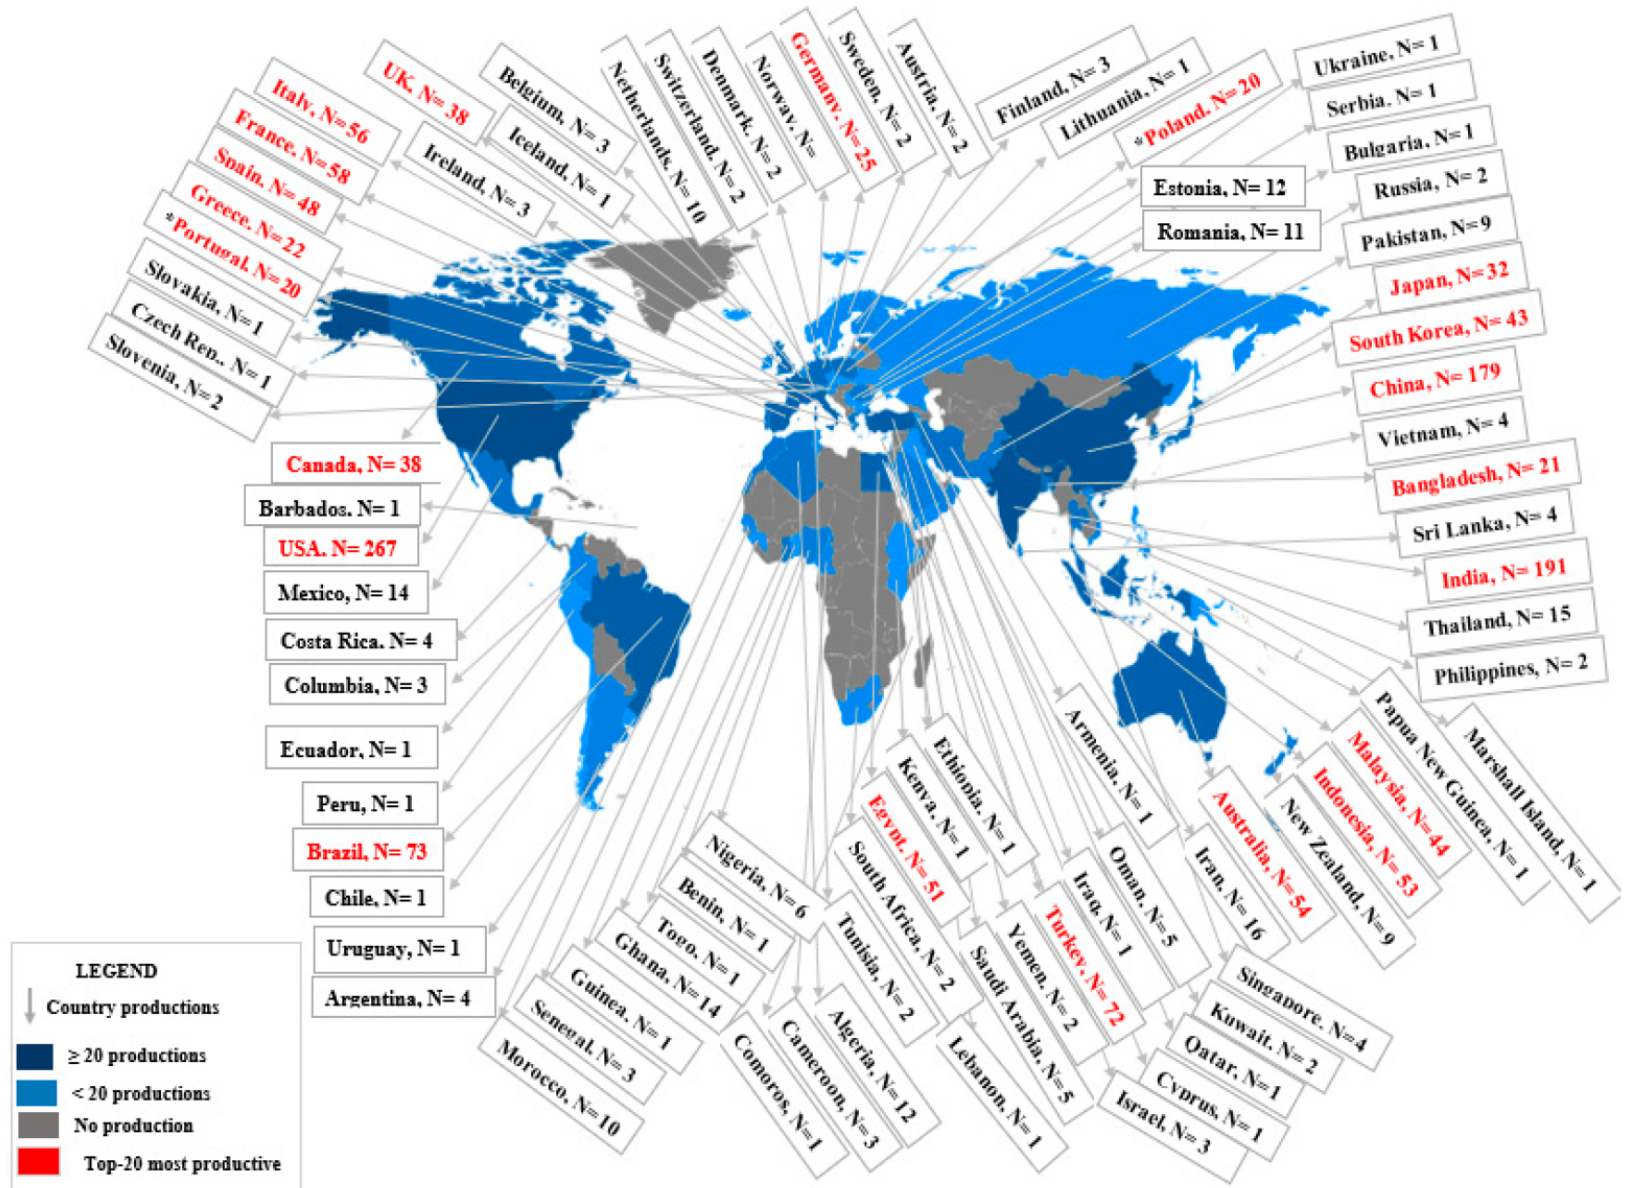 Italy, N= 56
France. N= 58
Spain. N= 48
Greece. N= 22
*Portugal. N= 20
Slovakia, N= 1
Czech Rep.. N= 1
Slovenia, N= 2
UK. N= 38
Ireland, N= 3
Belgium, N= 3
Iceland, N= 1
Netherlands. N= 10
Switzerland. N= 2
Denmark. N= 2
Norway. N=
Germany. N= 25
Sweden. N= 2
Austria. N= 2
Finland, N= 3
Lithuania, N= 1
*Poland. N= 20
Estonia, N= 12
Romania, N= 11
Ukraine, N= 1
Serbia. N= 1
Bulgaria, N= 1
Russia, N= 2
Pakistan, N= 9
Japan, N= 32
South Korea, N= 43
China, N= 179
Vietnam, N= 4
Bangladesh, N= 21
Sri Lanka, N= 4
India, N= 191
Thailand, N= 15
Philippines, N= 2
Canada, N= 38
Barbados. N= 1
USA. N= 267
Mexico, N= 14
Costa Rica. N= 4
Columbia, N= 3
Ecuador, N= 1
Peru, N= 1
Brazil, N= 73
Chile, N= 1
Uruguay, N= 1
Argentina, N= 4
Nigeria, N= 6
Benin, N= 1
Togo. N= 1
Ghana, N= 14
Guinea. N= 1
Senegal, N= 3
Morocco, N= 10
Comoros, N= 1
Cameroon, N= 3
Algeria, N= 12
Tunisia, N= 2
South Africa, N= 2
Egypt. N= 51
Kenya, N= 1
Ethiopia, N= 1
Lebanon, N= 1
Saudi Arabia, N= 5
Yemen, N= 2
Turkey, N= 72
Iraq, N= 1
Oman, N= 5
Armenia, N= 1
Iran, N= 16
Israel, N= 3
Cyprus, N= 1
Qatar, N= 1
Kuwait. N= 2
Singapore. N= 4
Australia, N= 54
New Zealand, N= 9
Indonesia, N= 53
Malaysia, N= 44
Papua New Guinea, N= 1
Marshall Island, N= 1
LEGEND
Country productions
≥ 20 productions
< 20 productions
No production
Top-20 most productive